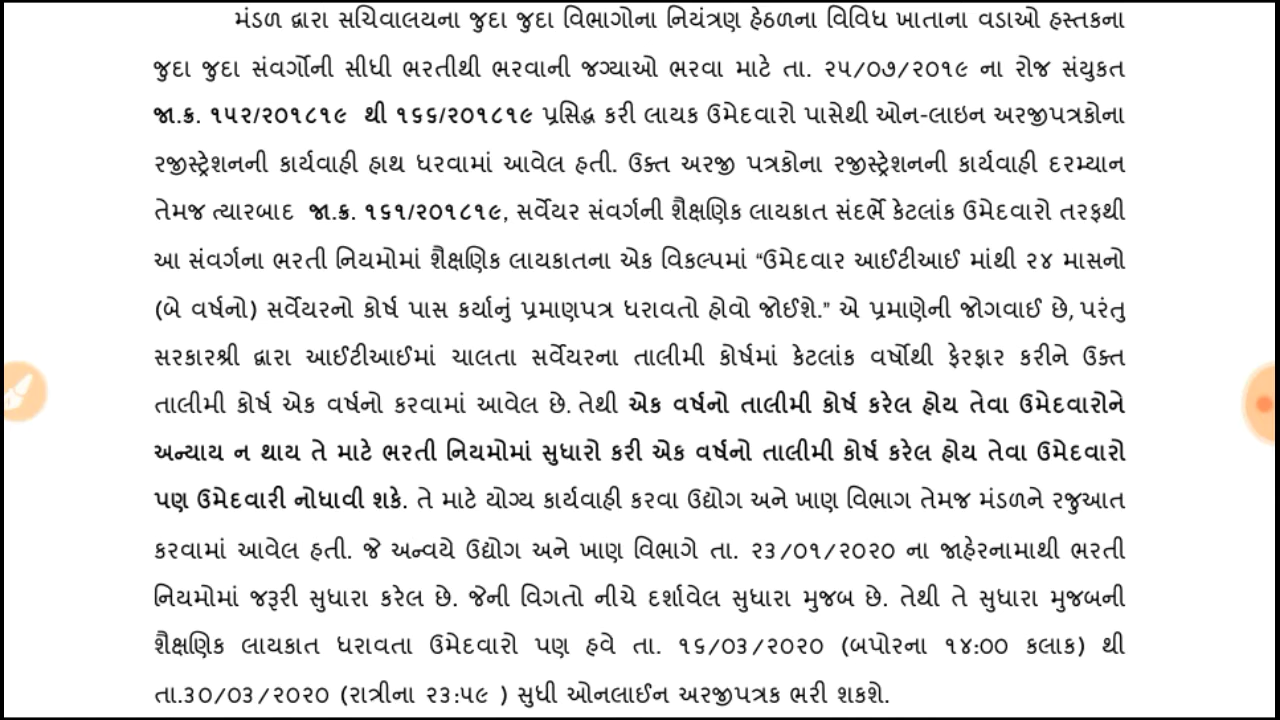 મંડળ દ્વારા સચિવાલયના જુદા જુદા વિભાગોના નિયંત્રણ હેઠળના વિવિધ ખાતાના વડાઓ હસ્તકના
જુદા જુદા સંવર્ગોની સીધી ભરતીથી ભરવાની જગ્યાઓ ભરવા માટે તા. ૨૫/૦૭/૨૦૧૯ ના રોજ સંયુકત
જા.ક્ર. ૧૫૨/૨૦૧૮૧૯ થી ૧૬૬/૨૦૧૮૧૯ પ્રસિદ્ધ કરી લાયક ઉમેદવારો પાસેથી ઓન-લાઇન અરજીપત્રકોના
રજીસ્ટ્રેશનની કાર્યવાહી હાથ ધરવામાં આવેલ હતી. ઉક્ત અરજી પત્રકોના રજીસ્ટ્રેશનની કાર્યવાહી દરમ્યાન
તેમજ ત્યારબાદ જા.ક્ર. ૧૬૧/૨૦૧૮૧૯, સર્વેયર સંવર્ગની શૈક્ષણિક લાયકાત સંદર્ભે કેટલાંક ઉમેદવારો તરફથી
આ સંવર્ગના ભરતી નિયમોમાં શૈક્ષણિક લાયકાતના એક વિકલ્પમાં “ઉમેદવાર આઈટીઆઈ માંથી ૨૪ માસનો
(બે વર્ષનો) સર્વેયરનો કોર્ષ પાસ કર્યાનું પ્રમાણપત્ર ધરાવતો હોવો જોઈશે.” એ પ્રમાણેની જોગવાઈ છે, પરંતુ
સરકારશ્રી દ્વારા આઈટીઆઈમાં ચાલતા સર્વેયરના તાલીમી કોર્ષમાં કેટલાંક વર્ષોથી ફેરફાર કરીને ઉક્ત
તાલીમી કોર્ષ એક વર્ષનો કરવામાં આવેલ છે. તેથી એક વર્ષનો તાલીમી કોર્ષ કરેલ હોય તેવા ઉમેદવારોને
અન્યાય ન થાય તે માટે ભરતી નિયમોમાં સુધારો કરી એક વર્ષનો તાલીમી કોર્ષ કરેલ હોય તેવા ઉમેદવારો
પણ ઉમેદવારી નોધાવી શકે. તે માટે યોગ્ય કાર્યવાહી કરવા ઉદ્યોગ અને ખાણ વિભાગ તેમજ મંડળને રજુઆત
કરવામાં આવેલ હતી. જે અન્વયે ઉદ્યોગ અને ખાણ વિભાગે તા. ૨૩/૦૧/૨૦૨૦ ના જાહેરનામાથી ભરતી
નિયમોમાં જરૂરી સુધારા કરેલ છે. જેની વિગતો નીચે દર્શાવેલ સુધારા મુજબ છે. તેથી તે સુધારા મુજબની
શૈક્ષણિક લાયકાત ધરાવતા ઉમેદવારો પણ હવે તા. ૧૬/૦૩/૨૦૨૦ (બપોરના ૧૪:૦૦ કલાક) થી
તા.૩૦/૦૩/૨૦૨૦ (રાત્રીના ૨૩:૫૯ ) સુધી ઓનલાઈન અરજીપત્રક ભરી શકશે.